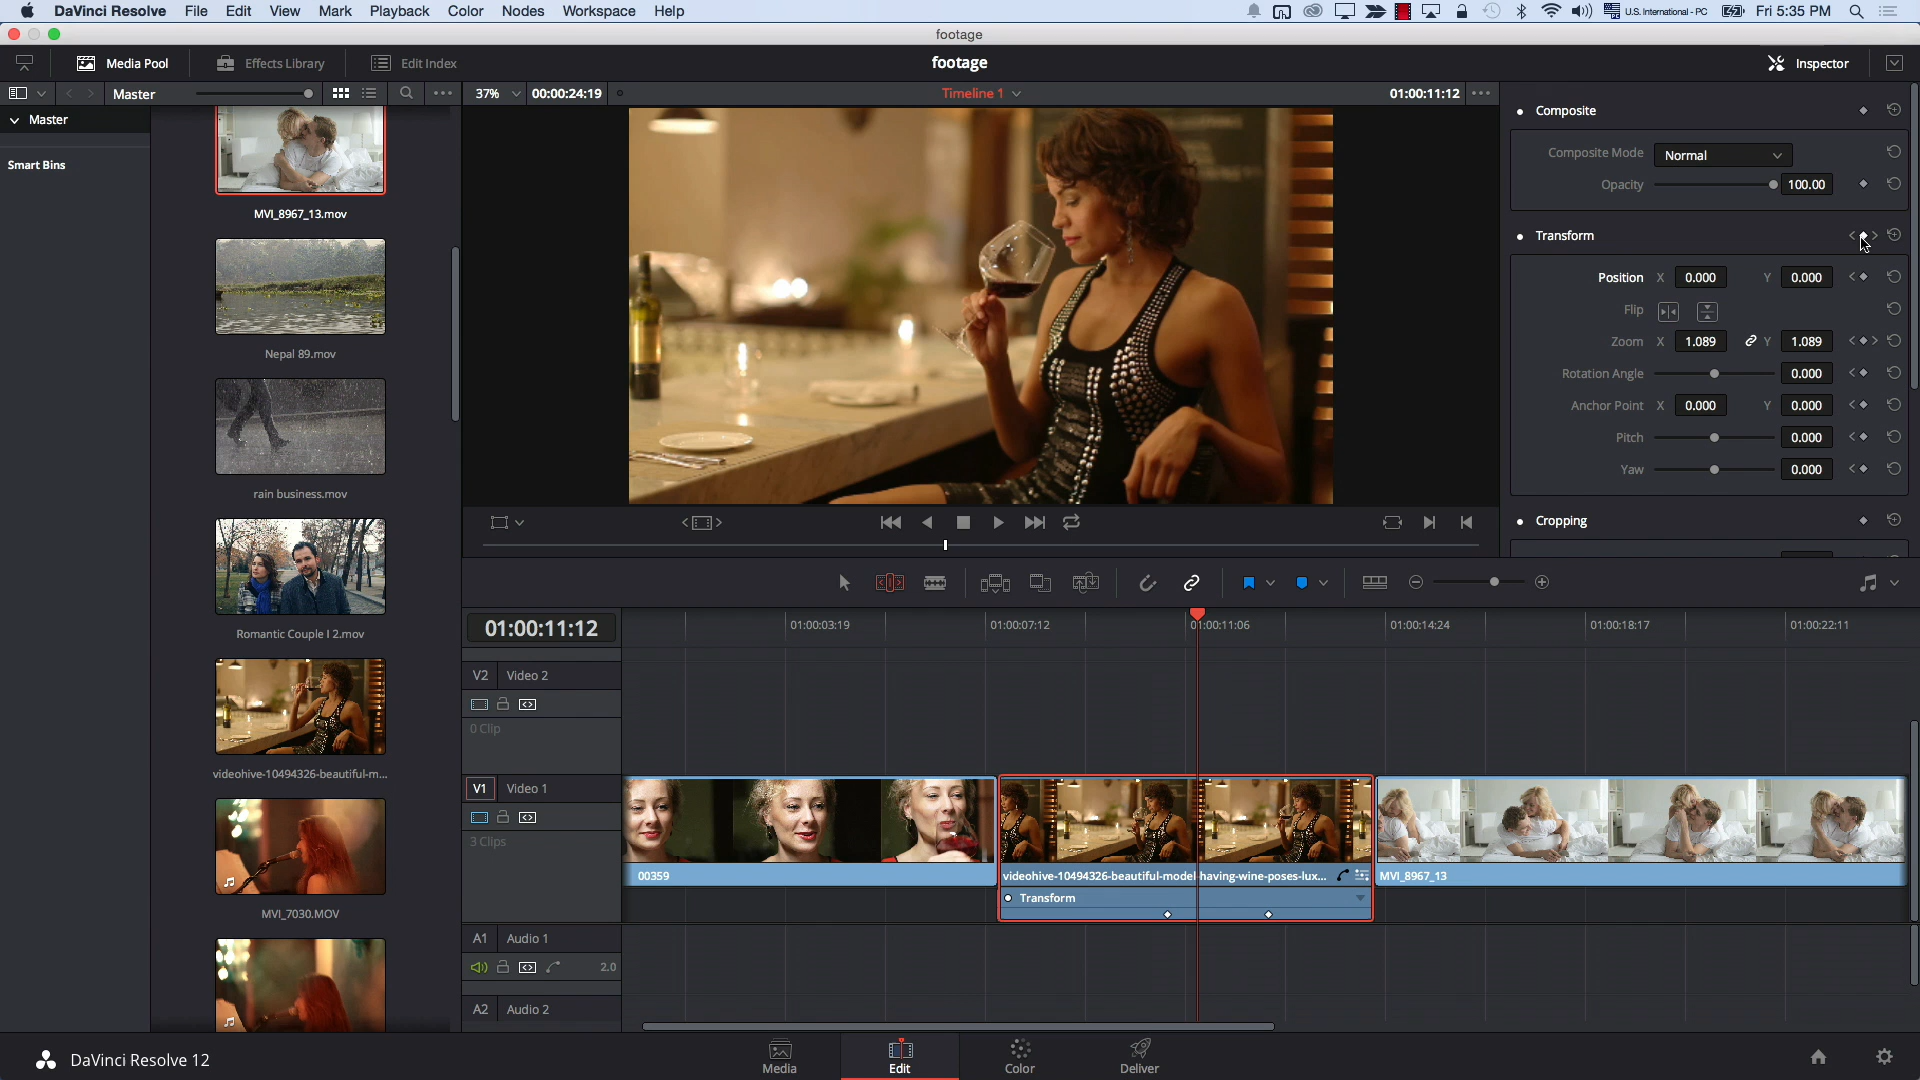 DaVinci Resolve File Edit View Mark Playback Color Nodes Workspace Help
U.S. International - PC Fri 5:35 PM
footage
Media Pool Effects Library Edit Index footage Inspector
Master 37% 00:00:24:19 Timeline 1 01:00:11:12
Master
Smart Bins
MVI_8967_13.mov
Nepal 89.mov
rain business.mov
Romantic Couple I 2.mov
videohive-10494326-beautiful-m...
MVI_7030.MOV
Composite
Composite Mode Normal
Opacity 100.00
Transform
Position X 0.000 Y 0.000
Flip
Zoom X 1.089 Y 1.089
Rotation Angle 0.000
Anchor Point X 0.000 Y 0.000
Pitch 0.000
Yaw 0.000
Cropping
01:00:11:12 01:00:03:19 01:00:07:12 01:00:11:06 01:00:14:24 01:00:18:17 01:00:22:11
V2 Video 2
0 Clip
V1 Video 1
3 Clips
00359 videohive-10494326-beautiful-model-having-wine-poses-lux... MVI_8967_13
Transform
A1 Audio 1
2.0
A2 Audio 2
DaVinci Resolve 12 Media Edit Color Deliver